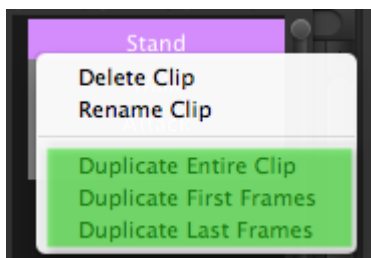 Stand
Delete Clip
Rename Clip
Duplicate Entire Clip
Duplicate First Frames
Duplicate Last Frames